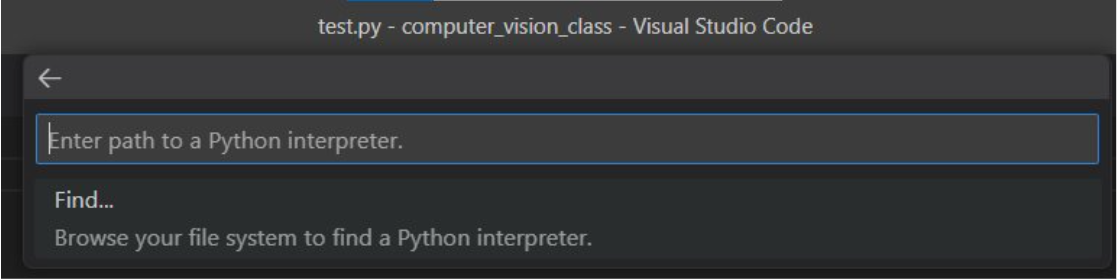 test.py - computer_vision_class - Visual Studio Code
Enter path to a Python interpreter.
Find...
Browse your file system to find a Python interpreter.